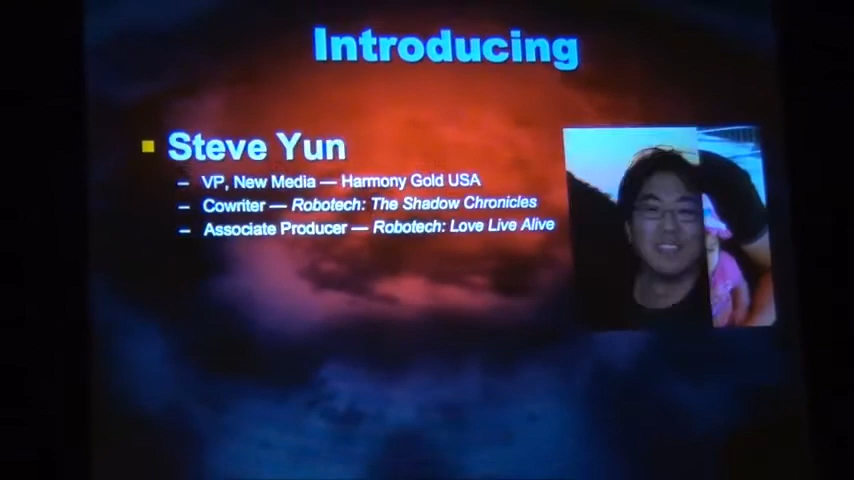 Introducing
Steve Yun
– VP, New Media — Harmony Gold USA
– Cowriter — Robotech: The Shadow Chronicles
– Associate Producer — Robotech: Love Live Alive